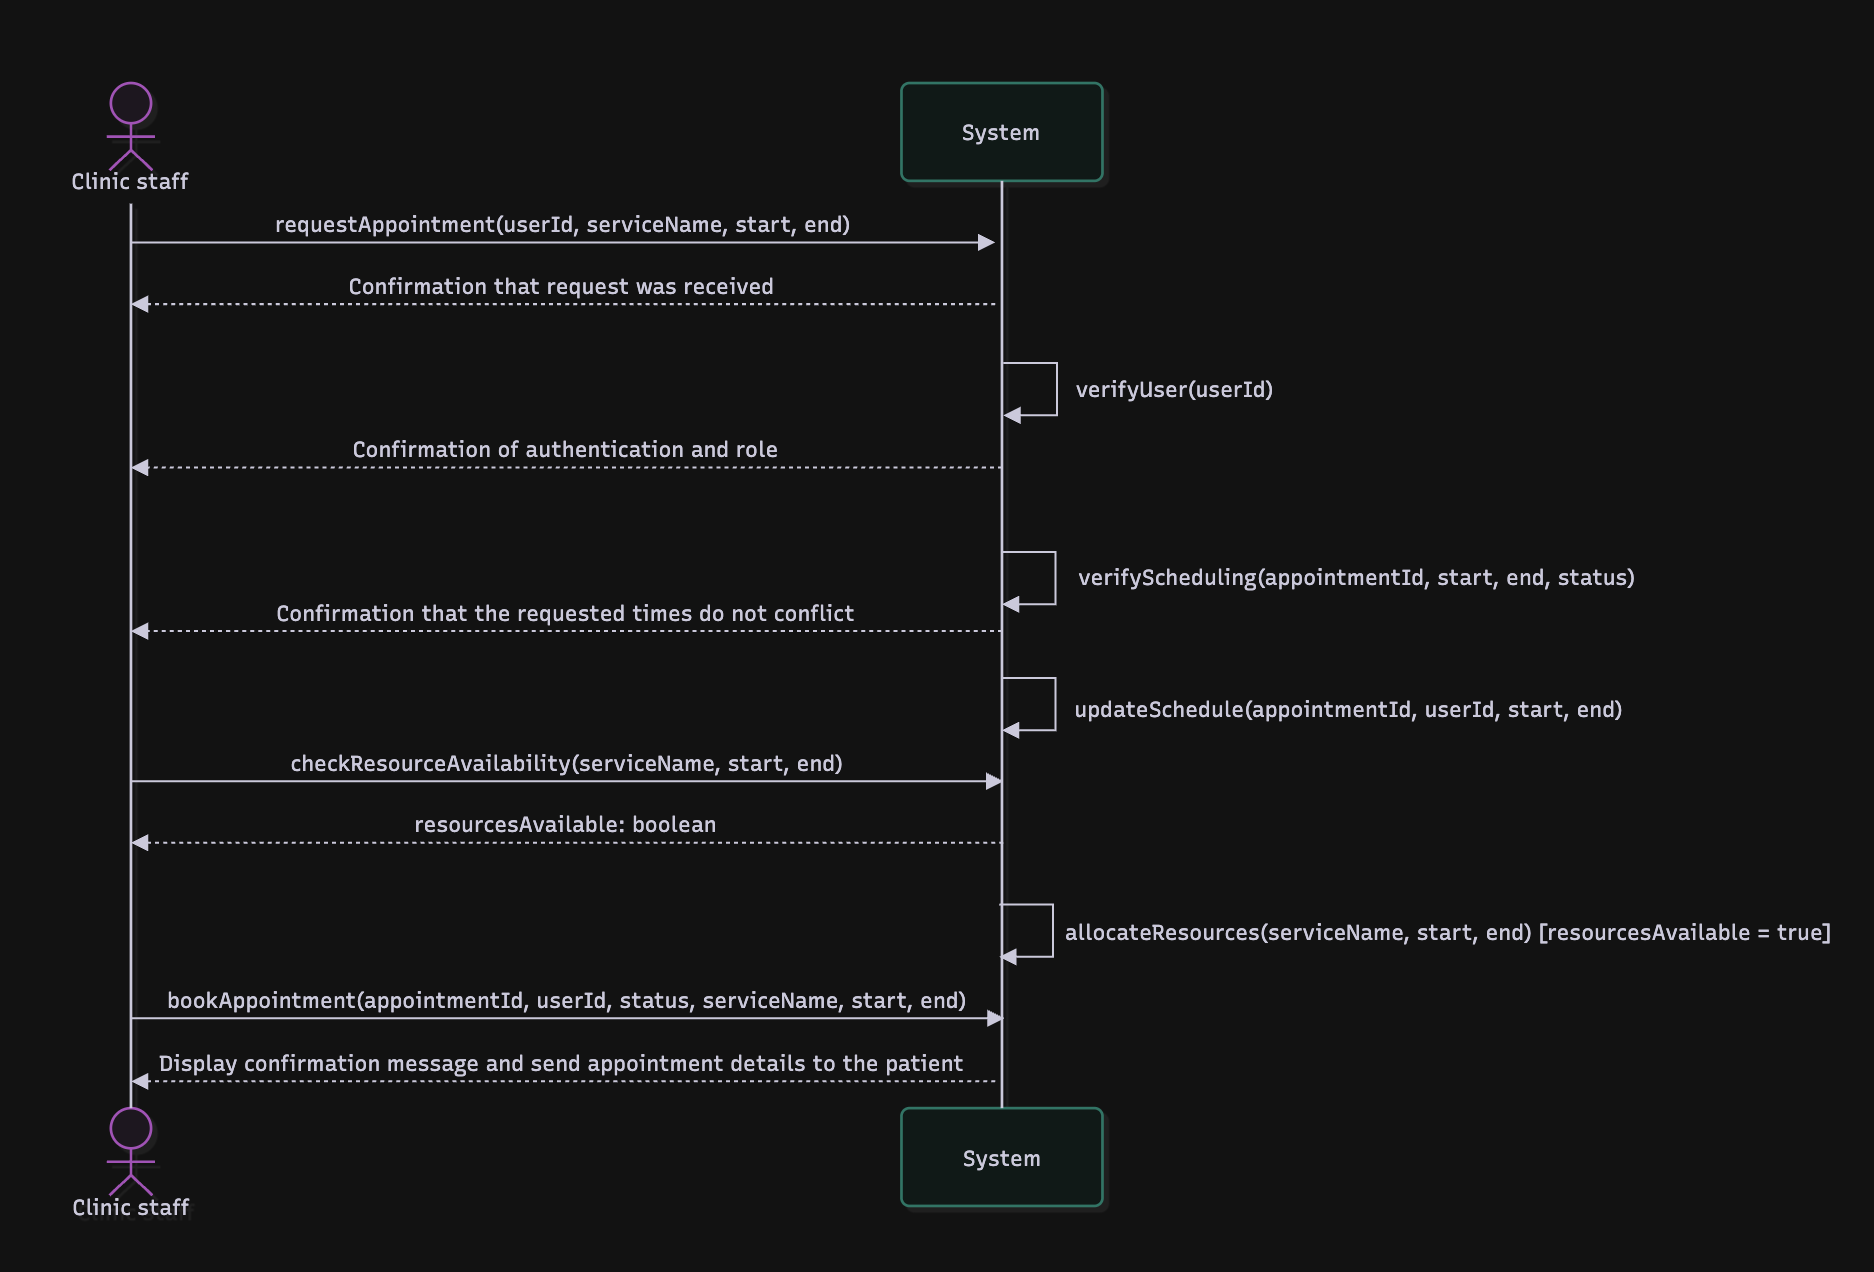 System
Clinic staff
requestAppointment(userId, serviceName, start, end)
Confirmation that request was received
verifyUser(userId)
Confirmation of authentication and role
verifyScheduling(appointmentId, start, end, status)
Confirmation that the requested times do not conflict
updateSchedule(appointmentId, userId, start, end)
checkResourceAvailability(serviceName, start, end)
resourcesAvailable: boolean
allocateResources(serviceName, start, end) [resourcesAvailable = true]
bookAppointment(appointmentId, userId, status, serviceName, start, end)
Display confirmation message and send appointment details to the patient
System
Clinic staff